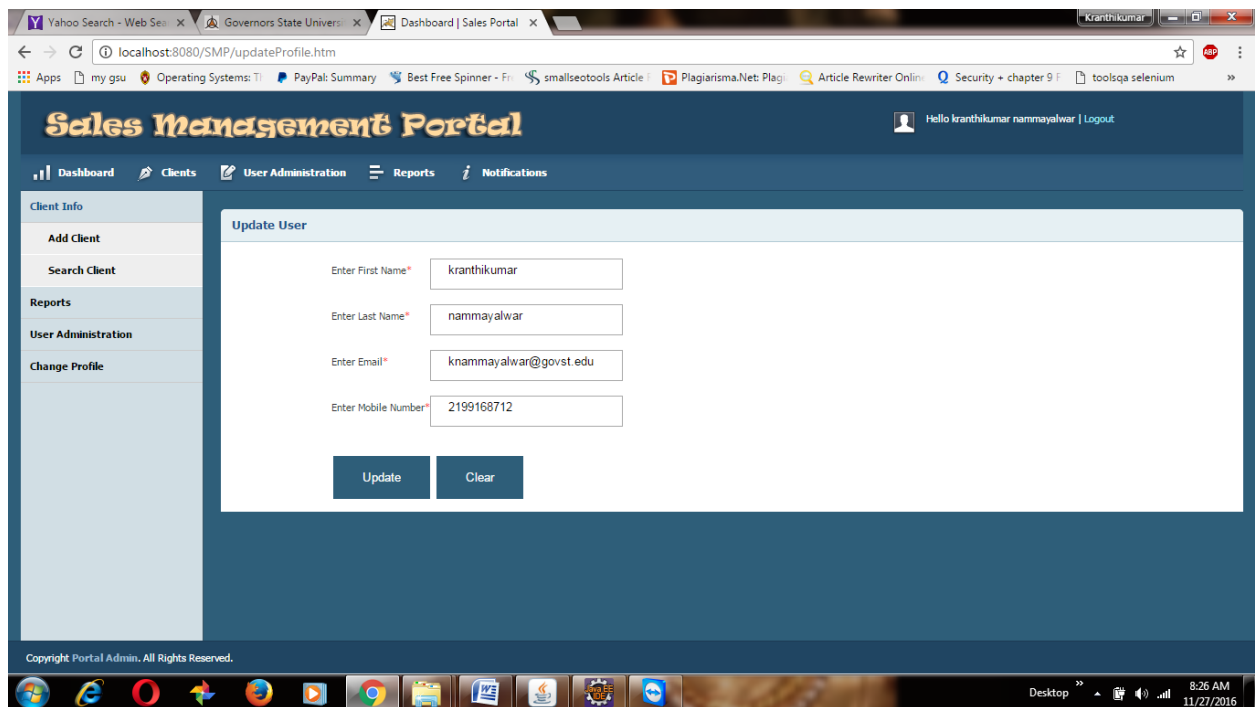 Yahoo Search - Web Sea
Governors State Universi
Dashboard | Sales Portal
Kranthikumar
localhost:8080/SMP/updateProfile.htm
ABP
Apps my gsu Operating Systems: Th PayPal: Summary Best Free Spinner - Fr smallseotools Article Plagiarisma.Net: Plagi Article Rewriter Onlin Security + chapter 9 F toolsqa selenium »
Sales Management Portal
Hello kranthikumar nammayalwar | Logout
Dashboard Clients User Administration Reports Notifications
Client Info
Add Client
Search Client
Reports
User Administration
Change Profile
Update User
Enter First Name* kranthikumar
Enter Last Name* nammayalwar
Enter Email* knammayalwar@govst.edu
Enter Mobile Number* 2199168712
Update Clear
Copyright Portal Admin. All Rights Reserved.
Desktop »
8:26 AM
11/27/2016